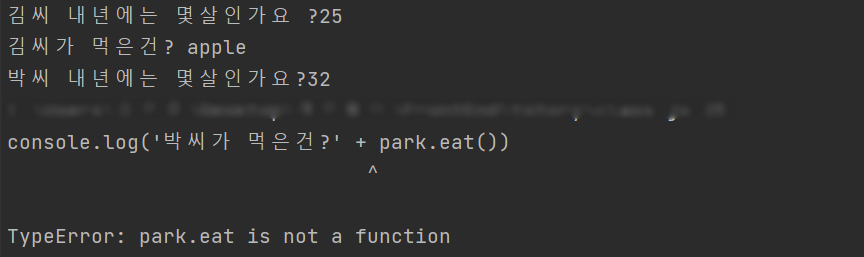 김씨 내년에는 몇살인가요 ?25
김씨가 먹은건? apple
박씨 내년에는 몇살인가요?32
console.log('박씨가 먹은건?' + park.eat())
^
TypeError: park.eat is not a function